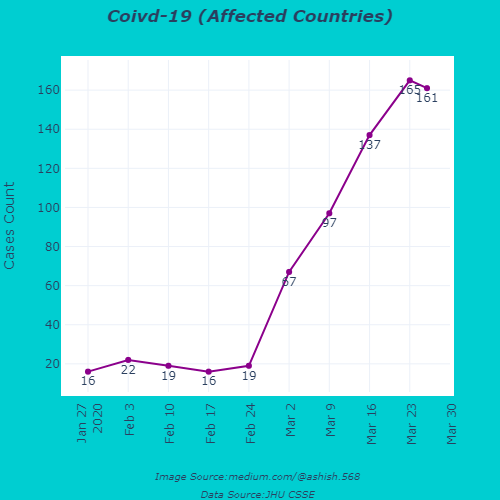 Coivd-19 (Affected Countries)
Cases Count
160
140
120
100
80
60
40
20
16
22
19
16
19
67
97
137
165
161
Jan 27
2020
Feb 3
Feb 10
Feb 17
Feb 24
Mar 2
Mar 9
Mar 16
Mar 23
Mar 30
Image Source:medium.com/@ashish.568
Data Source:JHU CSSE